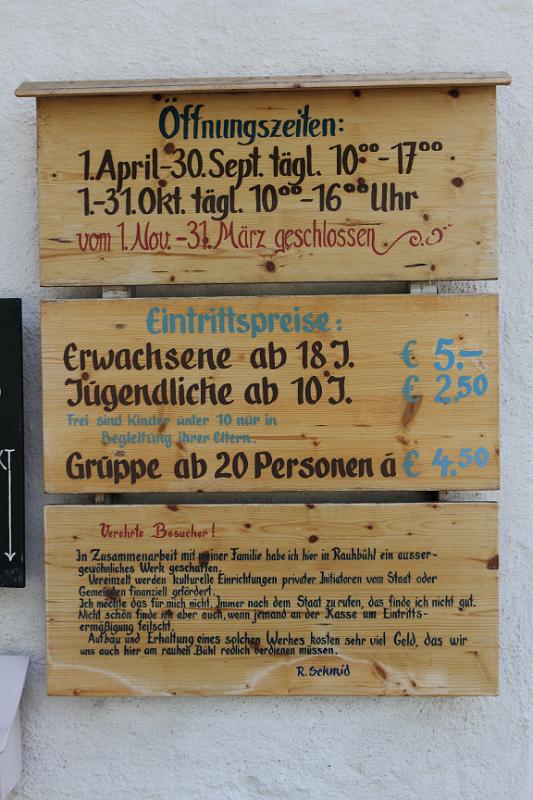 Öffnungszeiten:
1.April-30.Sept. tägl. 10⁰⁰-17⁰⁰
1.-31.Okt. tägl. 10⁰⁰-16⁰⁰ Uhr
vom 1.Nov.-31.März geschlossen
Eintrittspreise:
Erwachsene ab 18 J. € 5.-
Jugendliche ab 10 J. € 2.50
Frei sind Kinder unter 10 nur in
Begleitung ihrer Eltern.
Gruppe ab 20 Personen á € 4.50
KT
Verehrte Besucher!
In Zusammenarbeit mit meiner Familie habe ich hier in Rauhbühl ein ausser-
gewöhnliches Werk geschaffen.
Vereinzelt werden kulturelle Einrichtungen privater Initiatoren vom Staat oder
Gemeinden finanziell gefördert.
Ich möchte das für mich nicht. Immer nach dem Staat zu rufen, das finde ich nicht gut.
Nicht schön finde ich aber auch, wenn jemand an der Kasse um Eintritts-
ermäßigung feilscht.
Aufbau und Erhaltung eines solchen Werkes kosten sehr viel Geld, das wir
uns auch hier am rauhen Bühl redlich verdienen müssen.
R. Schmid